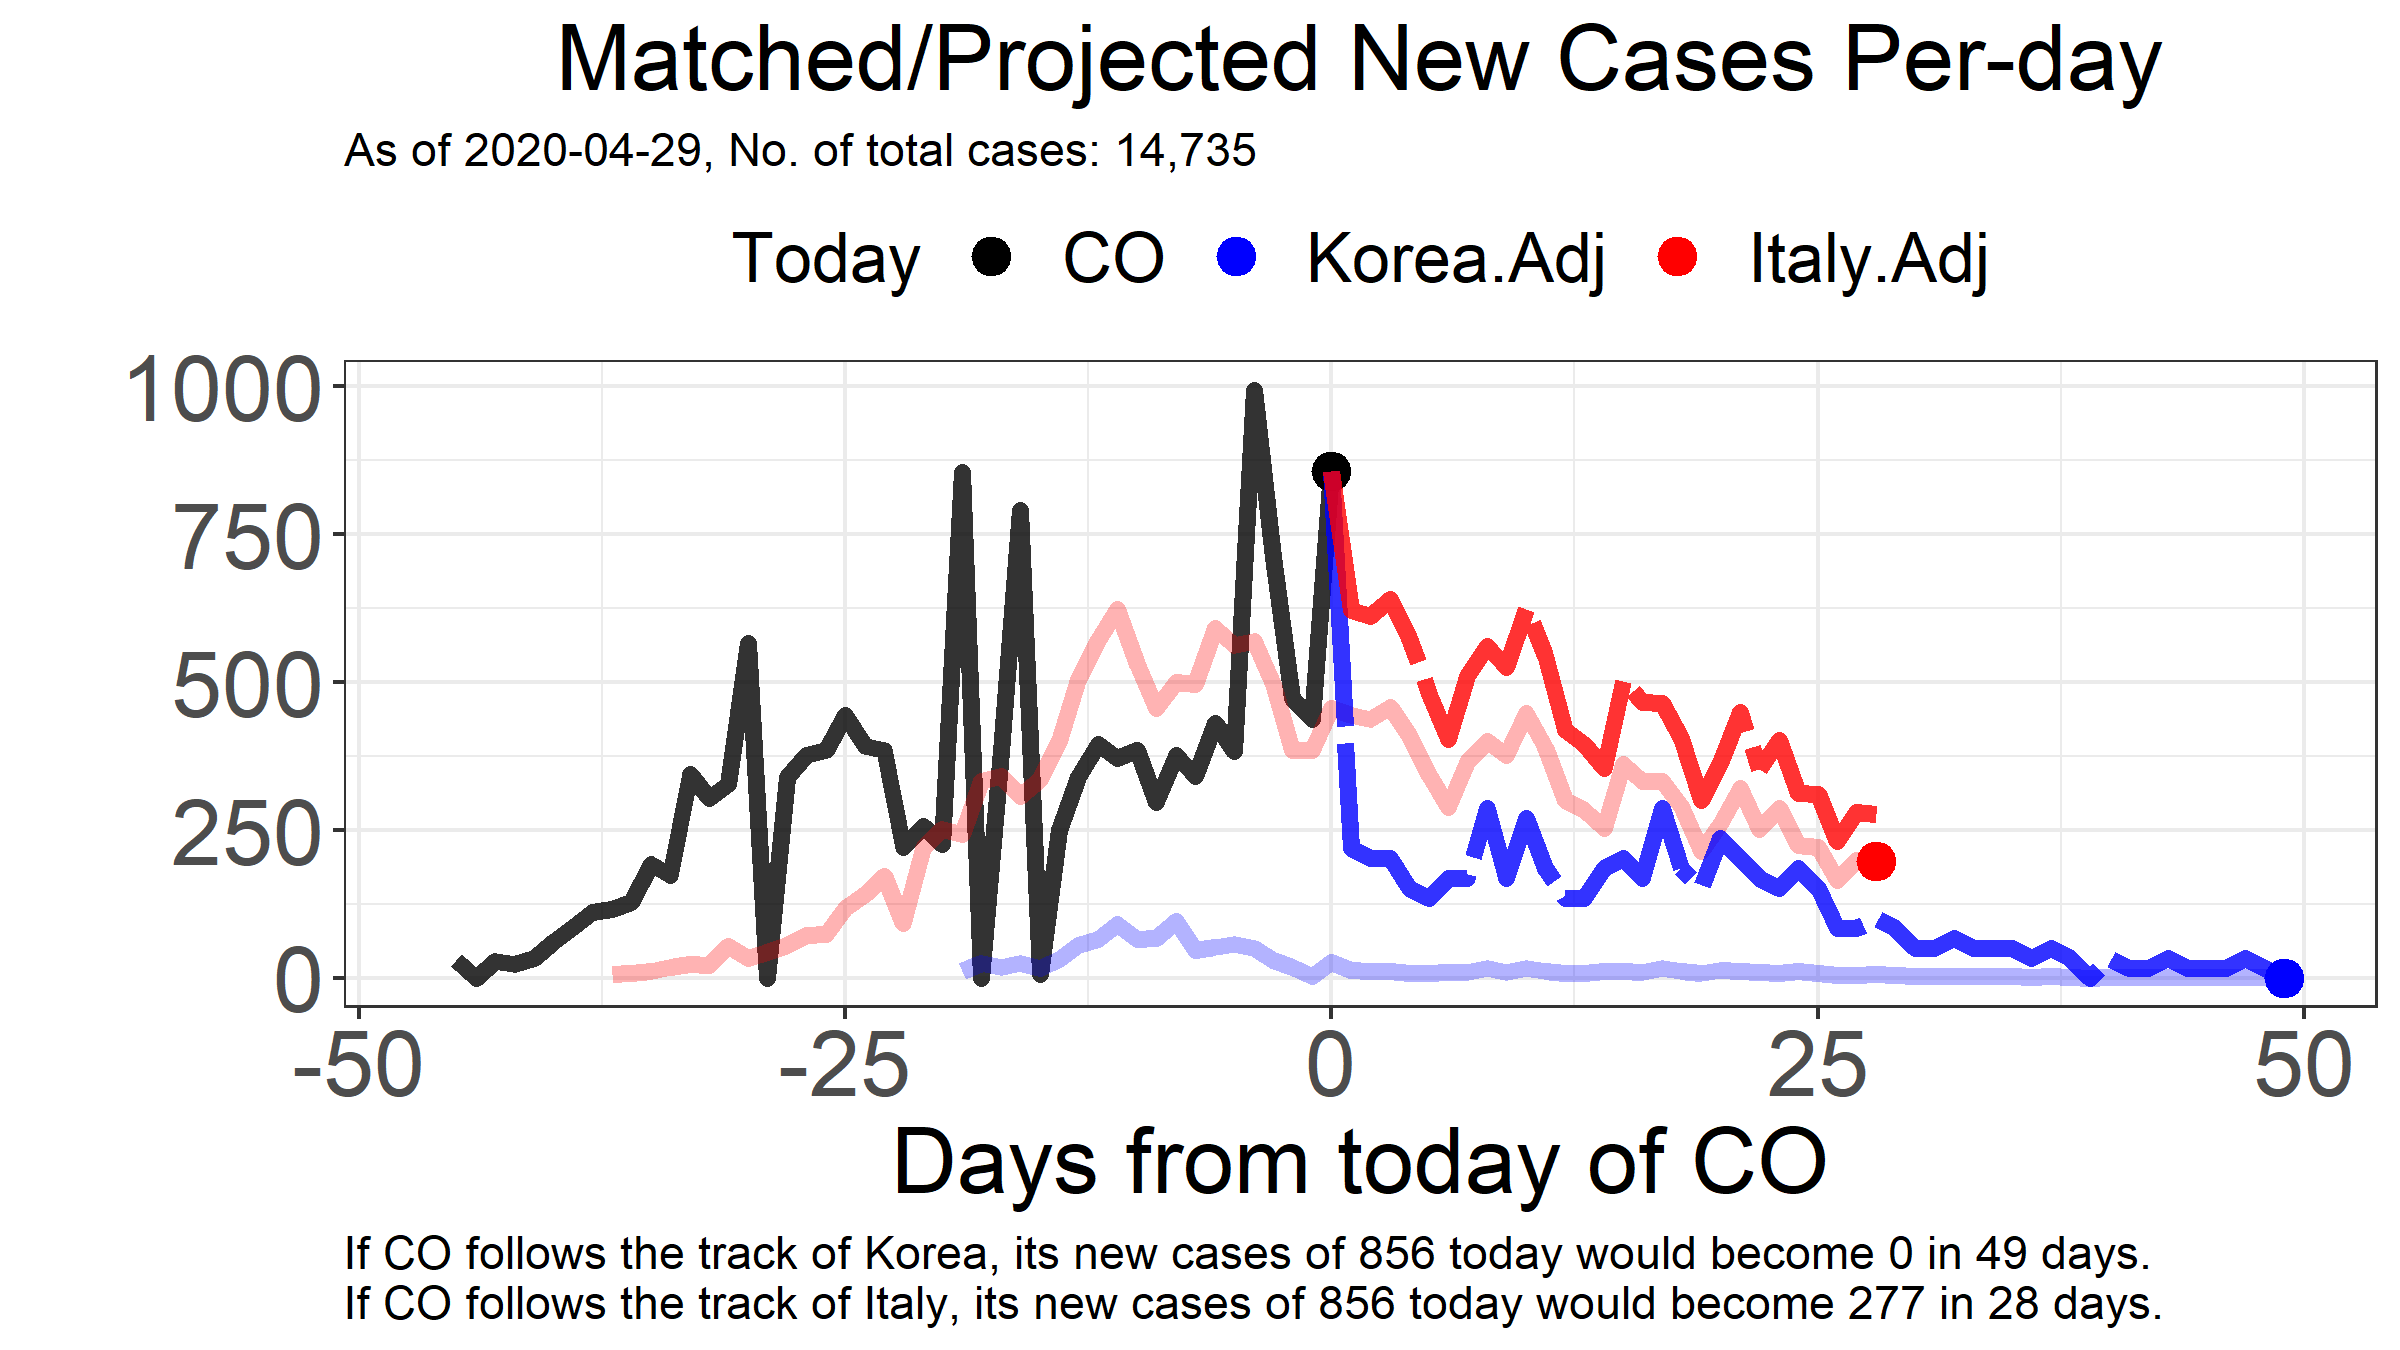 Matched/Projected New Cases Per-day
As of 2020-04-29, No. of total cases: 14,735
Today CO Korea.Adj Italy.Adj
1000
750
500
250
0
-50 -25 0 25 50
Days from today of CO
If CO follows the track of Korea, its new cases of 856 today would become 0 in 49 days.
If CO follows the track of Italy, its new cases of 856 today would become 277 in 28 days.